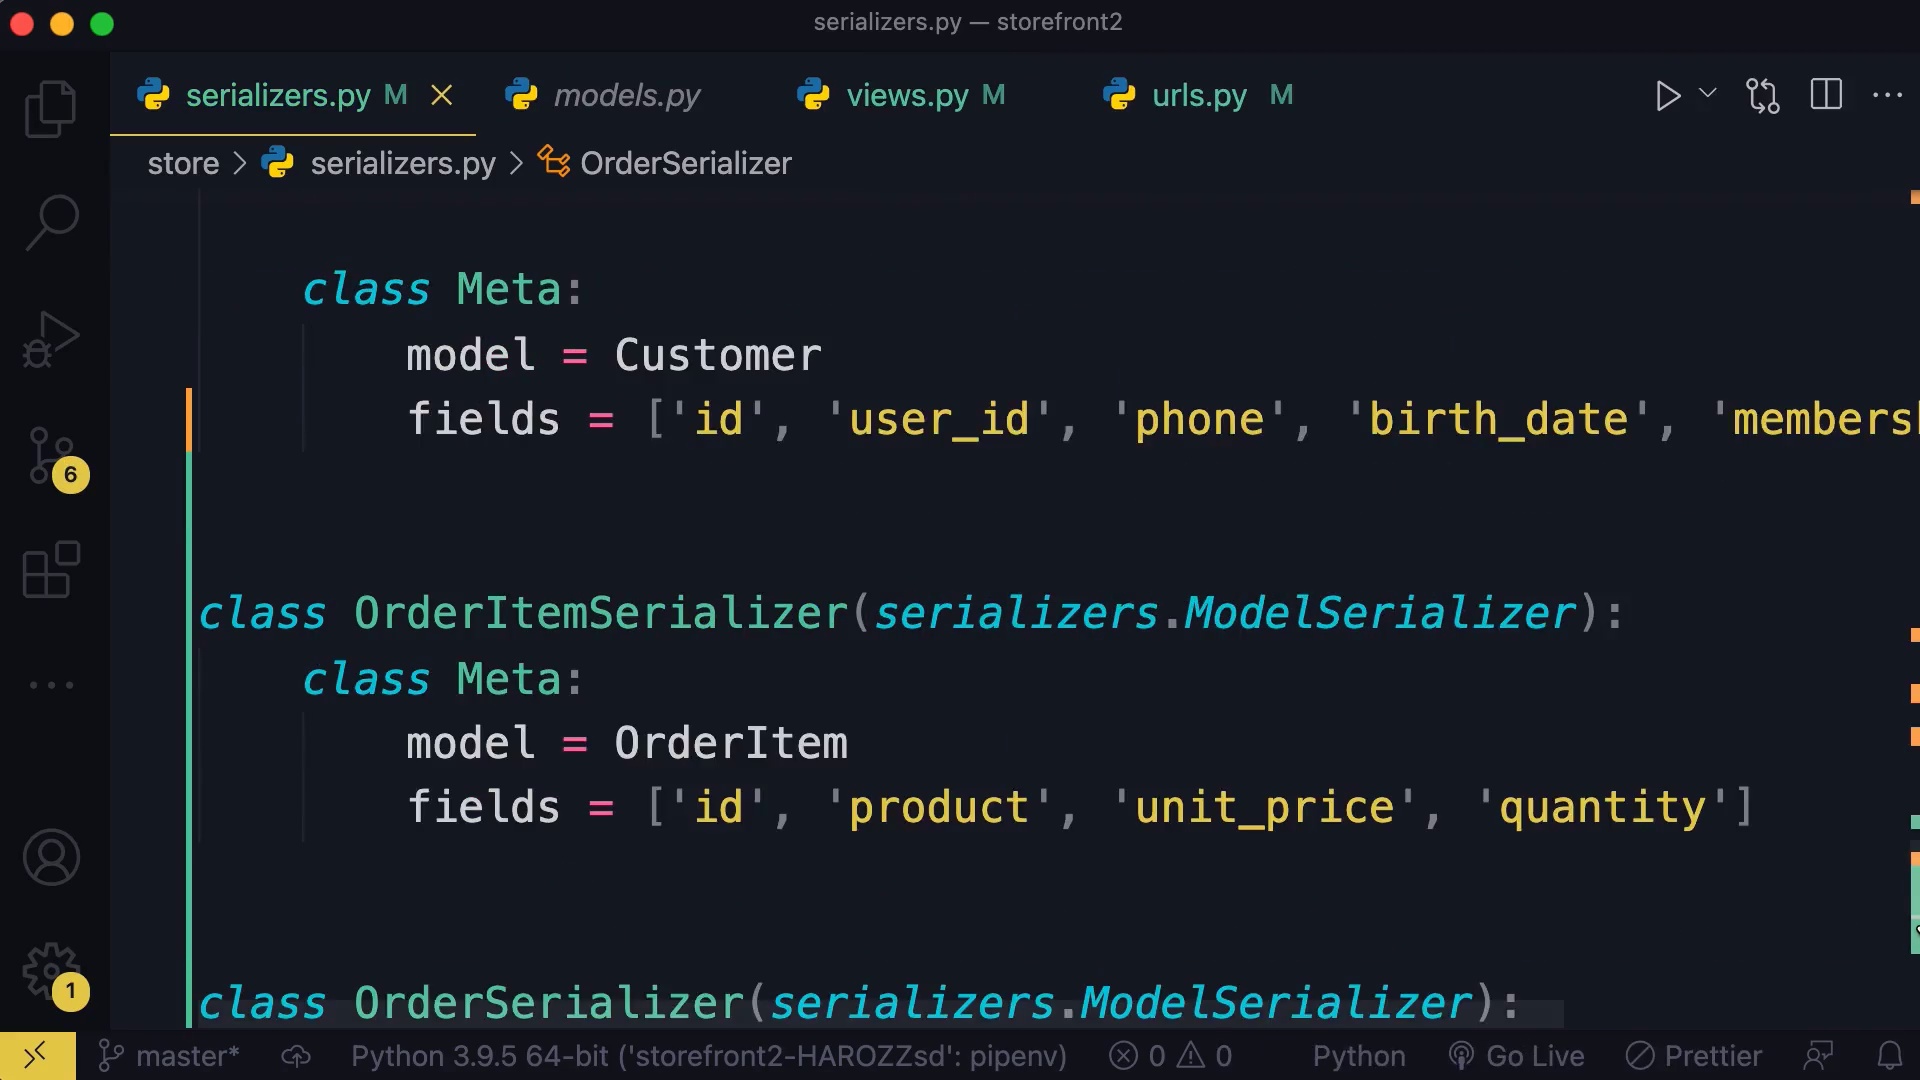 serializers.py — storefront2
serializers.py M models.py views.py M urls.py M
store > serializers.py > OrderSerializer
class Meta:
model = Customer
fields = ['id', 'user_id', 'phone', 'birth_date', 'membersh
class OrderItemSerializer(serializers.ModelSerializer):
class Meta:
model = OrderItem
fields = ['id', 'product', 'unit_price', 'quantity']
class OrderSerializer(serializers.ModelSerializer):
6
1
master* Python 3.9.5 64-bit ('storefront2-HAROZZsd': pipenv) 0 0 Python Go Live Prettier